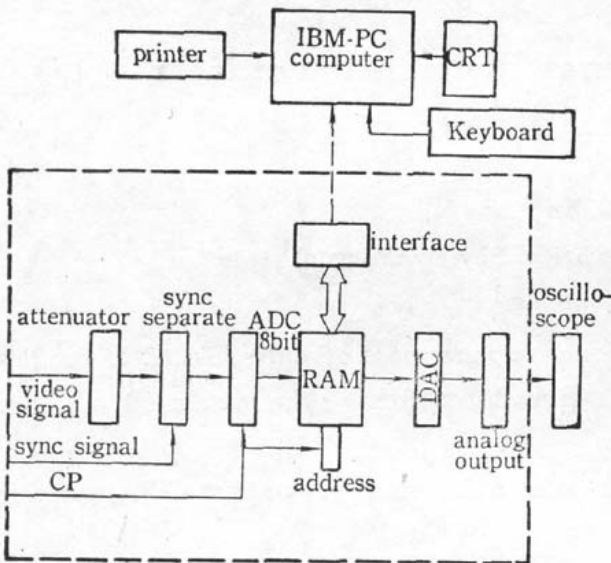 printer
IBM-PC
computer
CRT
Keyboard
interface
oscillo
scope
attenuator
sync
separate
ADC
8bit
RAM
DAC
video
signal
analog
output
sync signal
CP
address